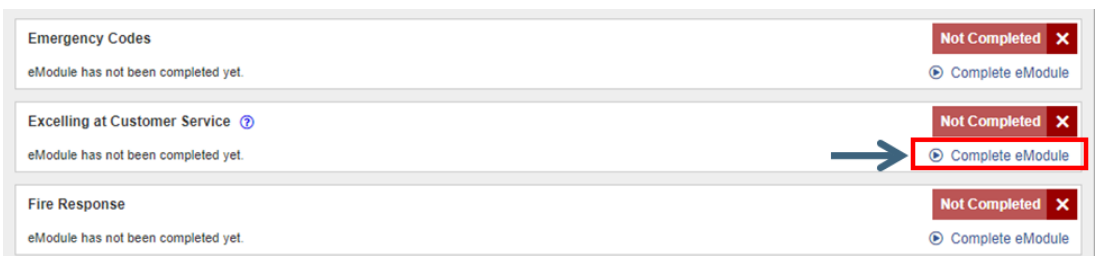 Emergency Codes
Not Completed X
eModule has not been completed yet.
Complete eModule
Excelling at Customer Service ?
Not Completed X
eModule has not been completed yet.
Complete eModule
Fire Response
Not Completed X
eModule has not been completed yet.
Complete eModule